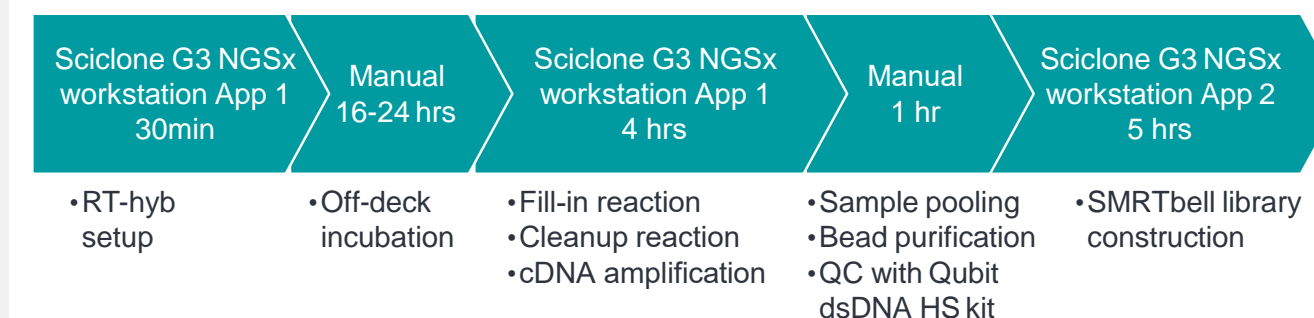 Sciclone G3 NGSx
workstation App 1
30min
Manual
16-24 hrs
Sciclone G3 NGSx
workstation App 1
4 hrs
Manual
1 hr
Sciclone G3 NGSx
workstation App 2
5 hrs
•RT-hyb
setup
•Off-deck
incubation
•Fill-in reaction
•Cleanup reaction
•cDNA amplification
•Sample pooling
•Bead purification
•QC with Qubit
dsDNA HS kit
•SMRTbell library
construction